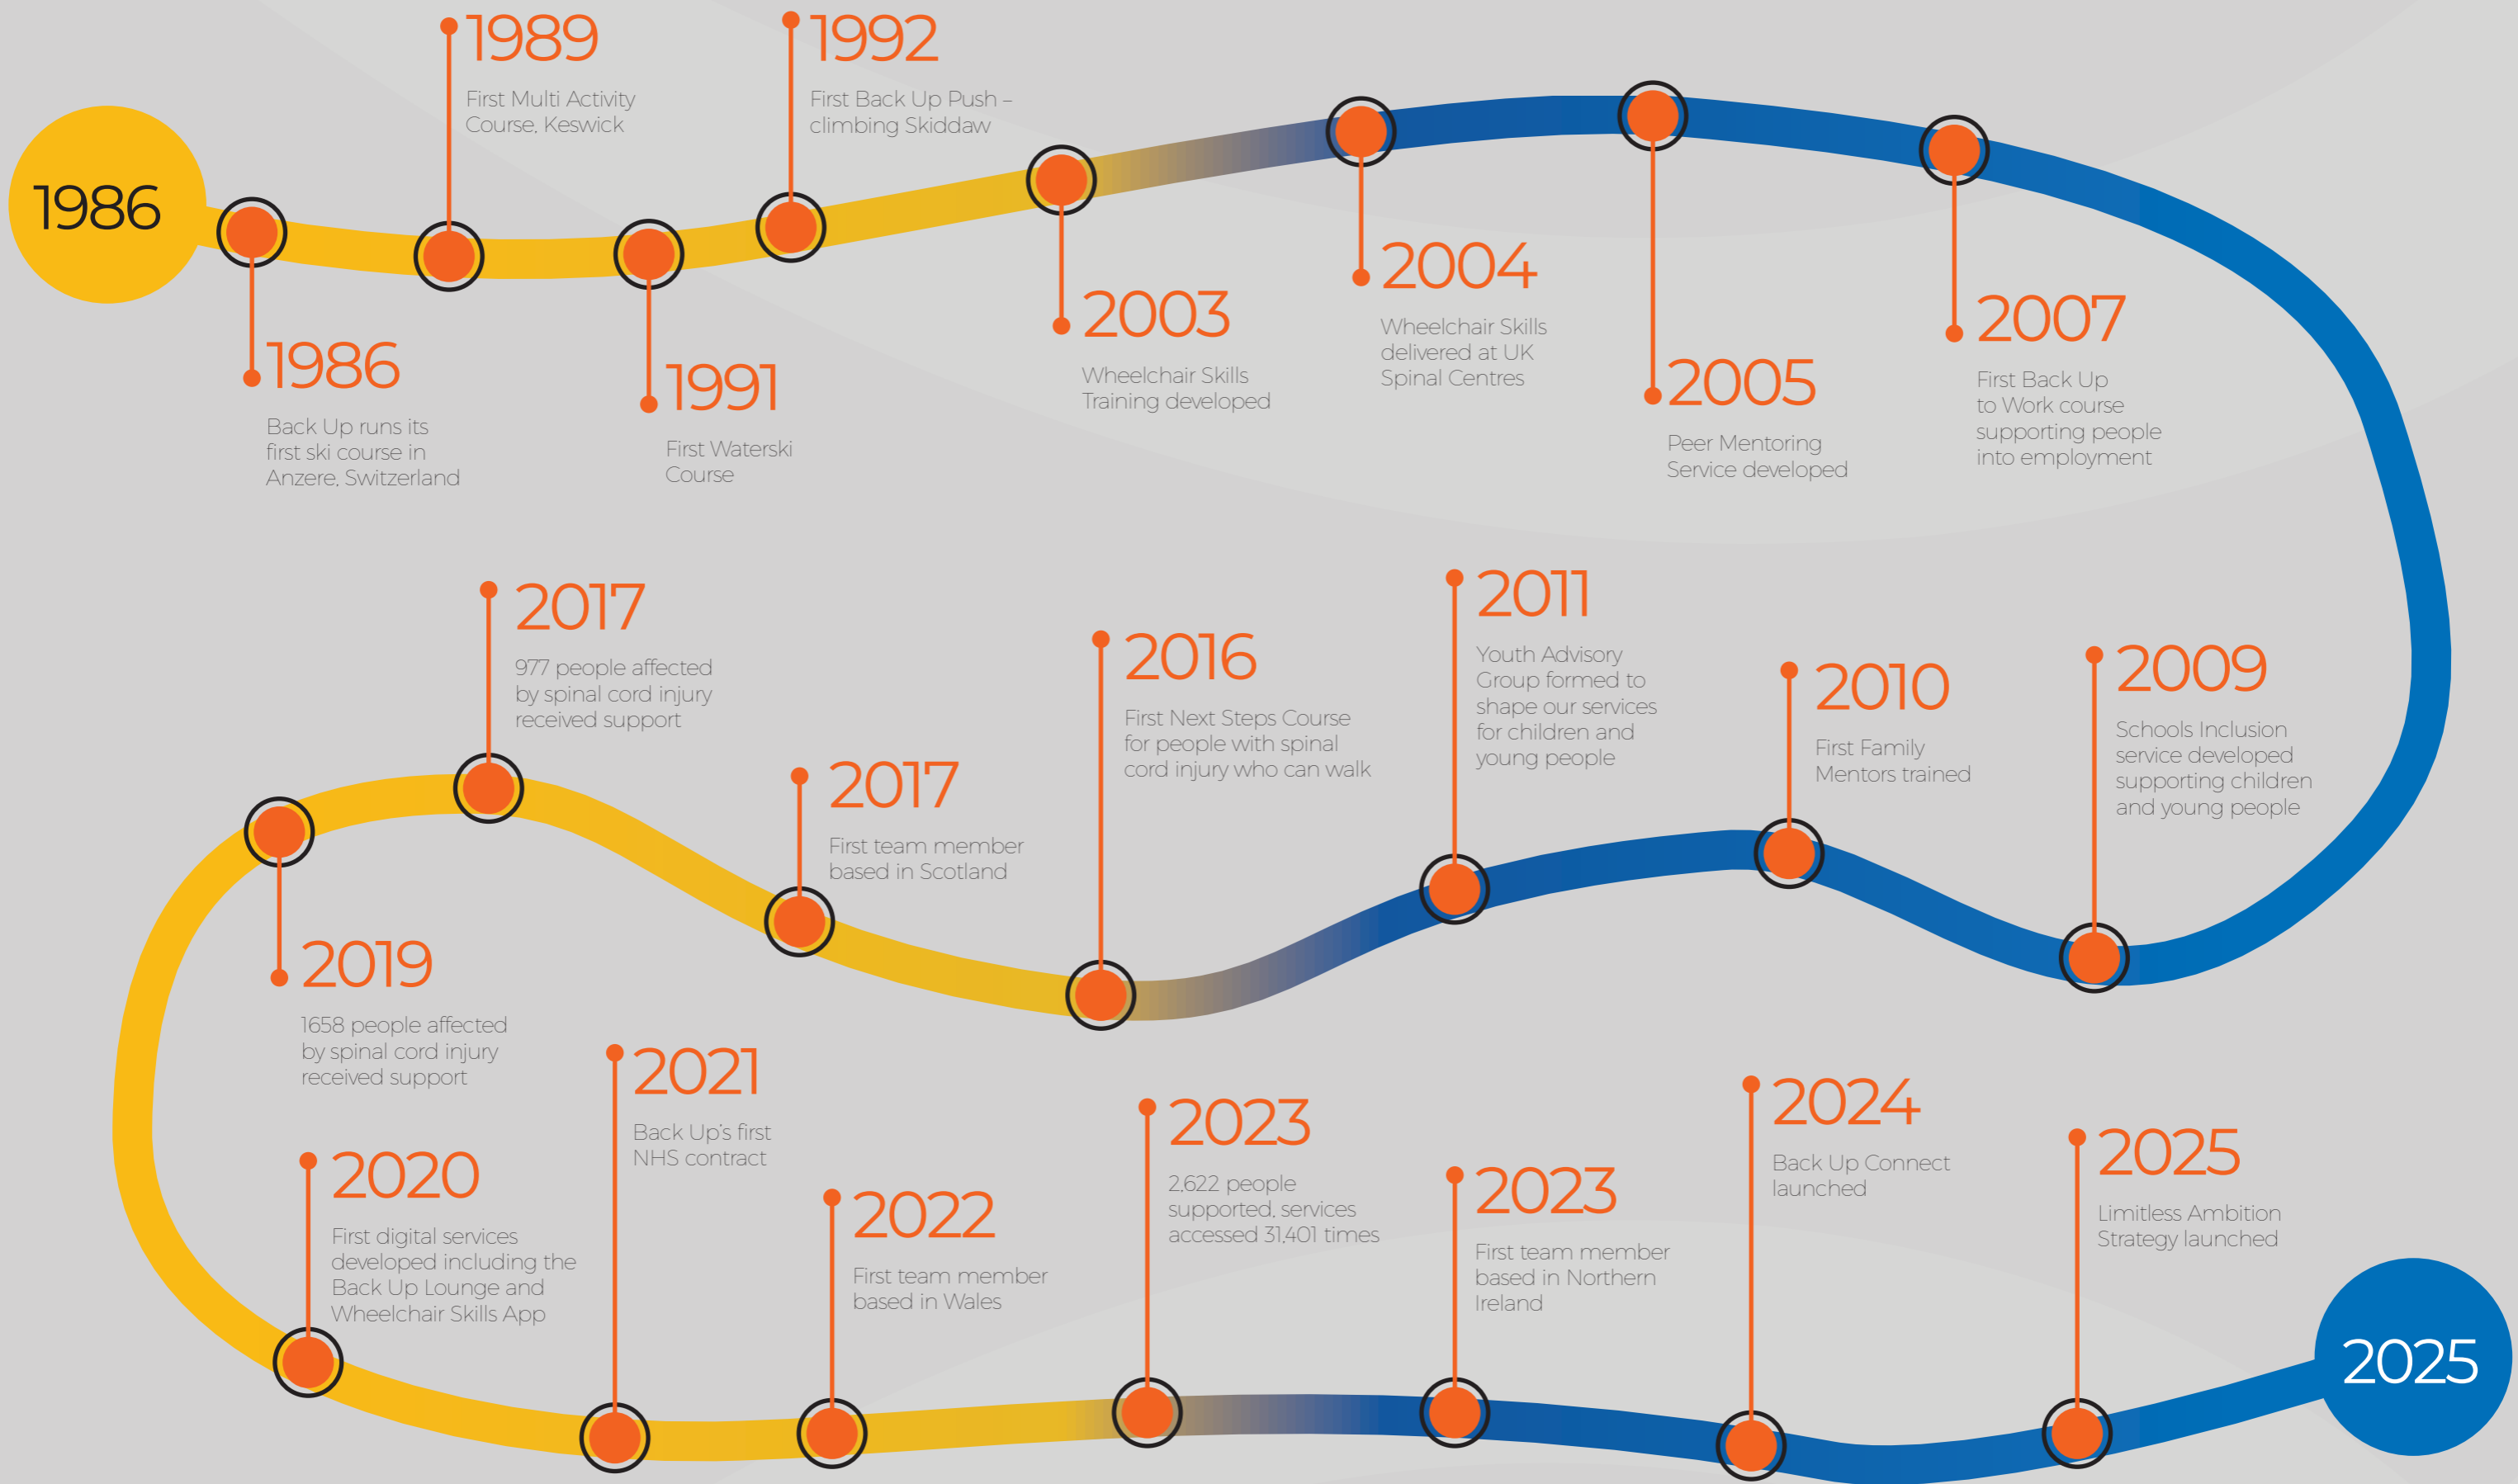 1986
1986
Back Up runs its
first ski course in
Anzere, Switzerland
1989
First Multi Activity
Course, Keswick
1991
First Waterski
Course
1992
First Back Up Push –
climbing Skiddaw
2003
Wheelchair Skills
Training developed
2004
Wheelchair Skills
delivered at UK
Spinal Centres
2005
Peer Mentoring
Service developed
2007
First Back Up
to Work course
supporting people
into employment
2009
Schools Inclusion
service developed
supporting children
and young people
2010
First Family
Mentors trained
2011
Youth Advisory
Group formed to
shape our services
for children and
young people
2016
First Next Steps Course
for people with spinal
cord injury who can walk
2017
First team member
based in Scotland
2017
977 people affected
by spinal cord injury
received support
2019
1658 people affected
by spinal cord injury
received support
2020
First digital services
developed including the
Back Up Lounge and
Wheelchair Skills App
2021
Back Up's first
NHS contract
2022
First team member
based in Wales
2023
2,622 people
supported, services
accessed 31,401 times
2023
First team member
based in Northern
Ireland
2024
Back Up Connect
launched
2025
Limitless Ambition
Strategy launched
2025